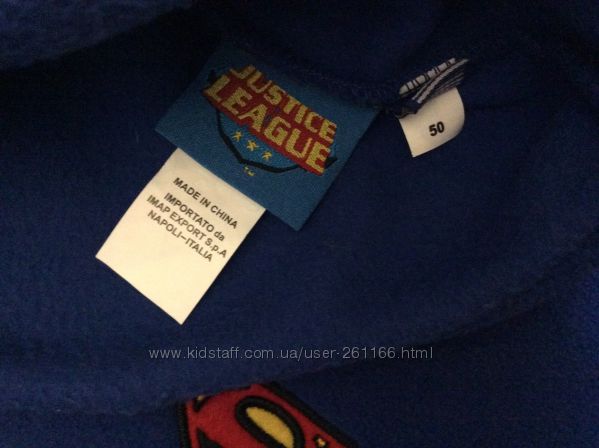 JUSTICE
LEAGUE
TM
50
MADE IN CHINA
IMPORTATO da
IMAP EXPORT S.p.A
NAPOLI-ITALIA
www.kidstaff.com.ua/user-261166.html